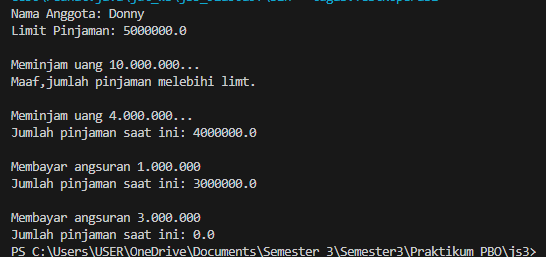 Nama Anggota: Donny
Limit Pinjaman: 5000000.0
Meminjam uang 10.000.000...
Maaf,jumlah pinjaman melebihi limt.
Meminjam uang 4.000.000...
Jumlah pinjaman saat ini: 4000000.0
Membayar angsuran 1.000.000
Jumlah pinjaman saat ini: 3000000.0
Membayar angsuran 3.000.000
Jumlah pinjaman saat ini: 0.0
PS C:\Users\USER\OneDrive\Documents\Semester 3\Semester3\Praktikum PBO\js3>